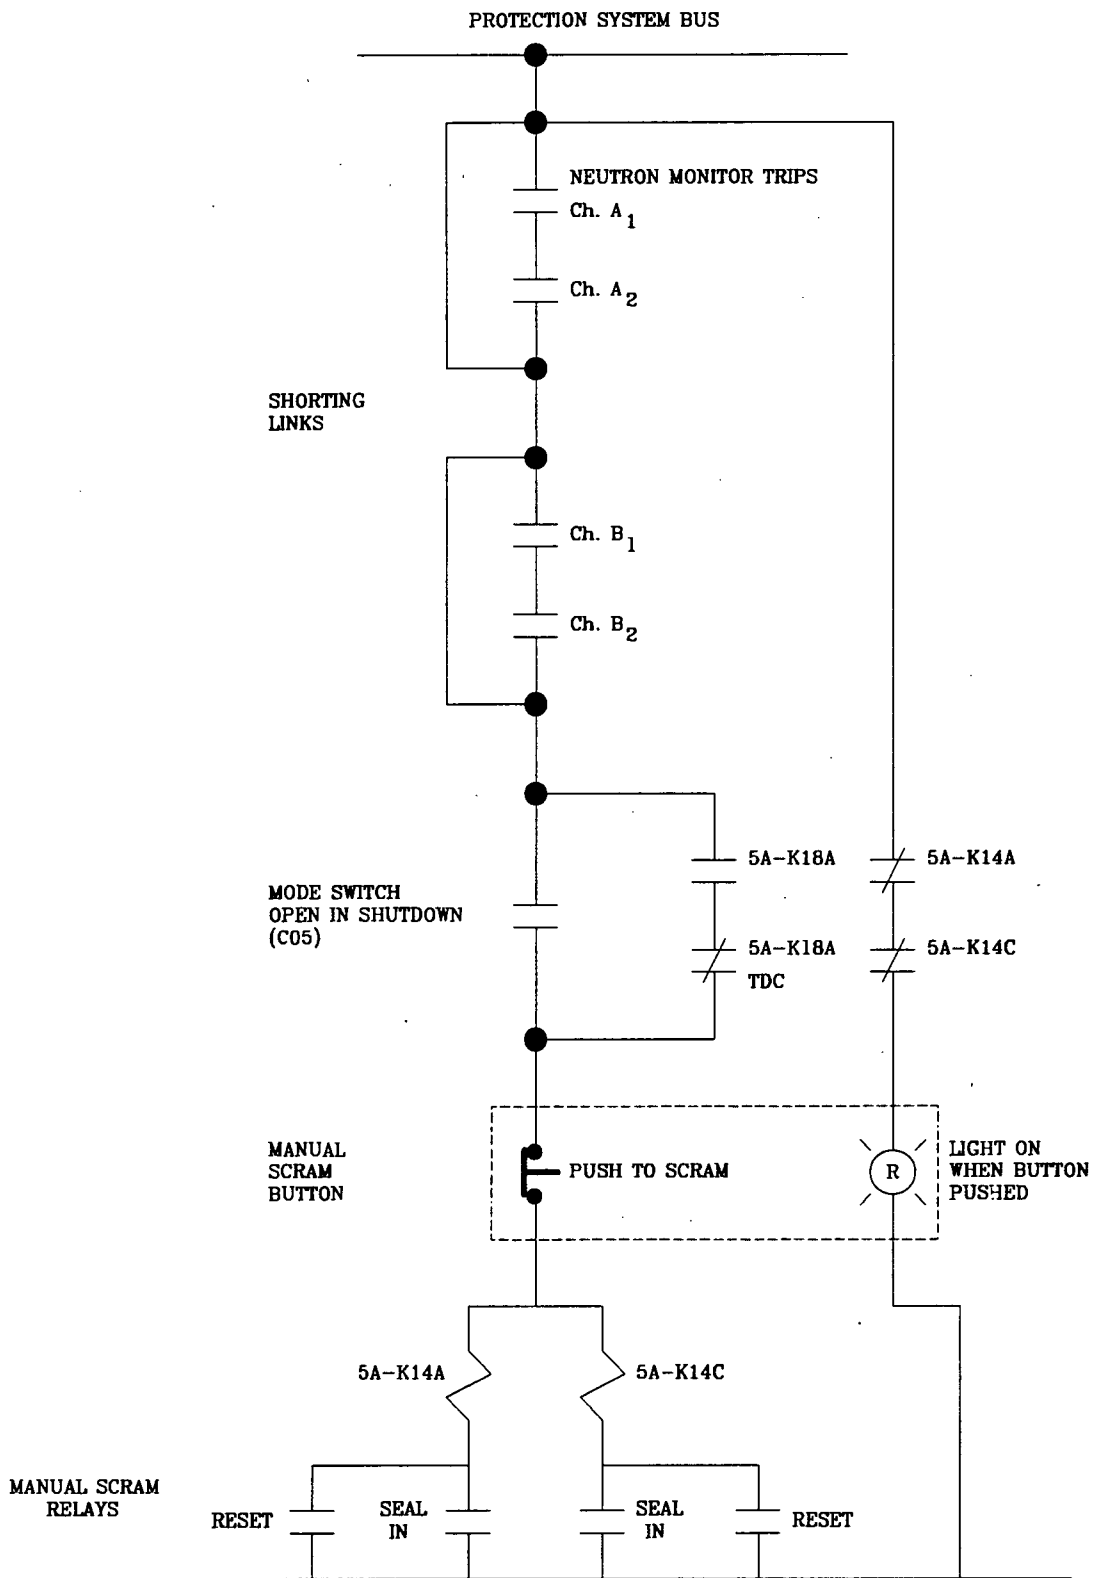 PROTECTION SYSTEM BUS
NEUTRON MONITOR TRIPS
Ch. A1
Ch. A2
SHORTING
LINKS
Ch. B1
Ch. B2
5A-K18A
5A-K14A
MODE SWITCH
OPEN IN SHUTDOWN
(C05)
5A-K18A
TDC
5A-K14C
MANUAL
SCRAM
BUTTON
PUSH TO SCRAM
R
LIGHT ON
WHEN BUTTON
PUSHED
5A-K14A
5A-K14C
MANUAL SCRAM
RELAYS
RESET
SEAL
IN
SEAL
IN
RESET